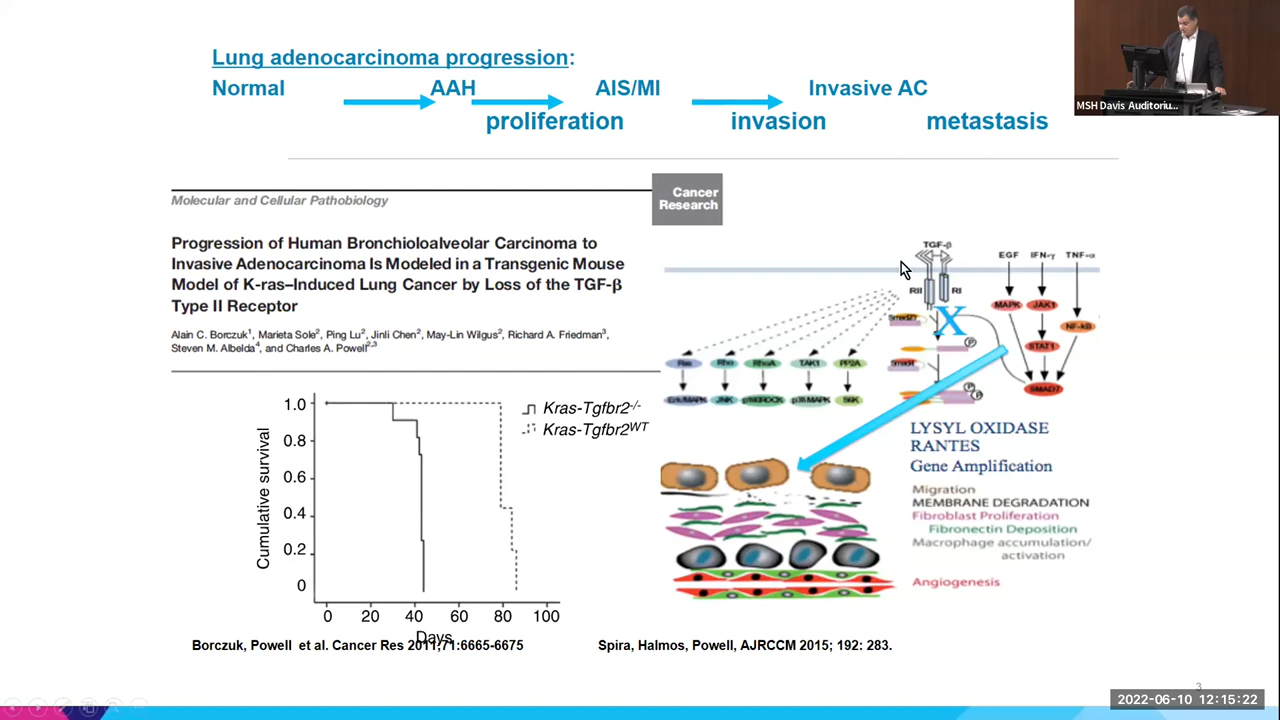 Lung adenocarcinoma progression:
Normal AAH AIS/MI Invasive AC
proliferation invasion metastasis
MSH Davis Auditoriu...
Molecular and Cellular Pathobiology
Cancer
Research
Progression of Human Bronchioloalveolar Carcinoma to
Invasive Adenocarcinoma Is Modeled in a Transgenic Mouse
Model of K-ras–Induced Lung Cancer by Loss of the TGF-β
Type II Receptor
Alain C. Borczuk1, Marieta Sole2, Ping Lu2, Jinli Chen2, May-Lin Wilgus2, Richard A. Friedman3,
Steven M. Albelda4, and Charles A. Powell2,3
Kras-Tgfbr2-/-
Kras-Tgfbr2WT
Cumulative survival
1.0
0.8
0.6
0.4
0.2
0
0 20 40 60 80 100
Days
TGF-β
EGF IFN-γ TNF-α
RII RI
MAPK JAK1
NF-kB
STAT1
SMAD7
X
Smad2/
P
Smad4
P
P
Ras Rho RhoA TAK1 PP2A
Erk/MAPK JNK p160ROCK p38 MAPK S6K
LYSYL OXIDASE
RANTES
Gene Amplification
Migration
MEMBRANE DEGRADATION
Fibroblast Proliferation
Fibronectin Deposition
Macrophage accumulation/
activation
Angiogenesis
Borczuk, Powell et al. Cancer Res 2011;71:6665-6675
Spira, Halmos, Powell, AJRCCM 2015; 192: 283.
3
2022-06-10 12:15:22